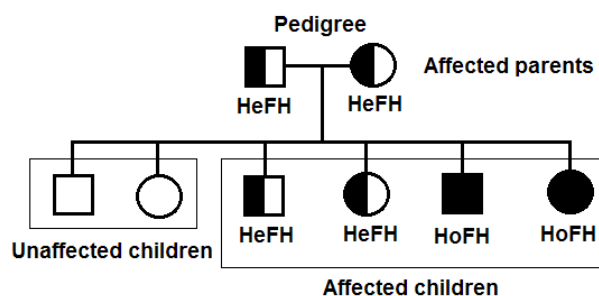 Pedigree
Affected parents
HeFH HeFH
Unaffected children
HeFH HeFH HoFH HoFH
Affected children